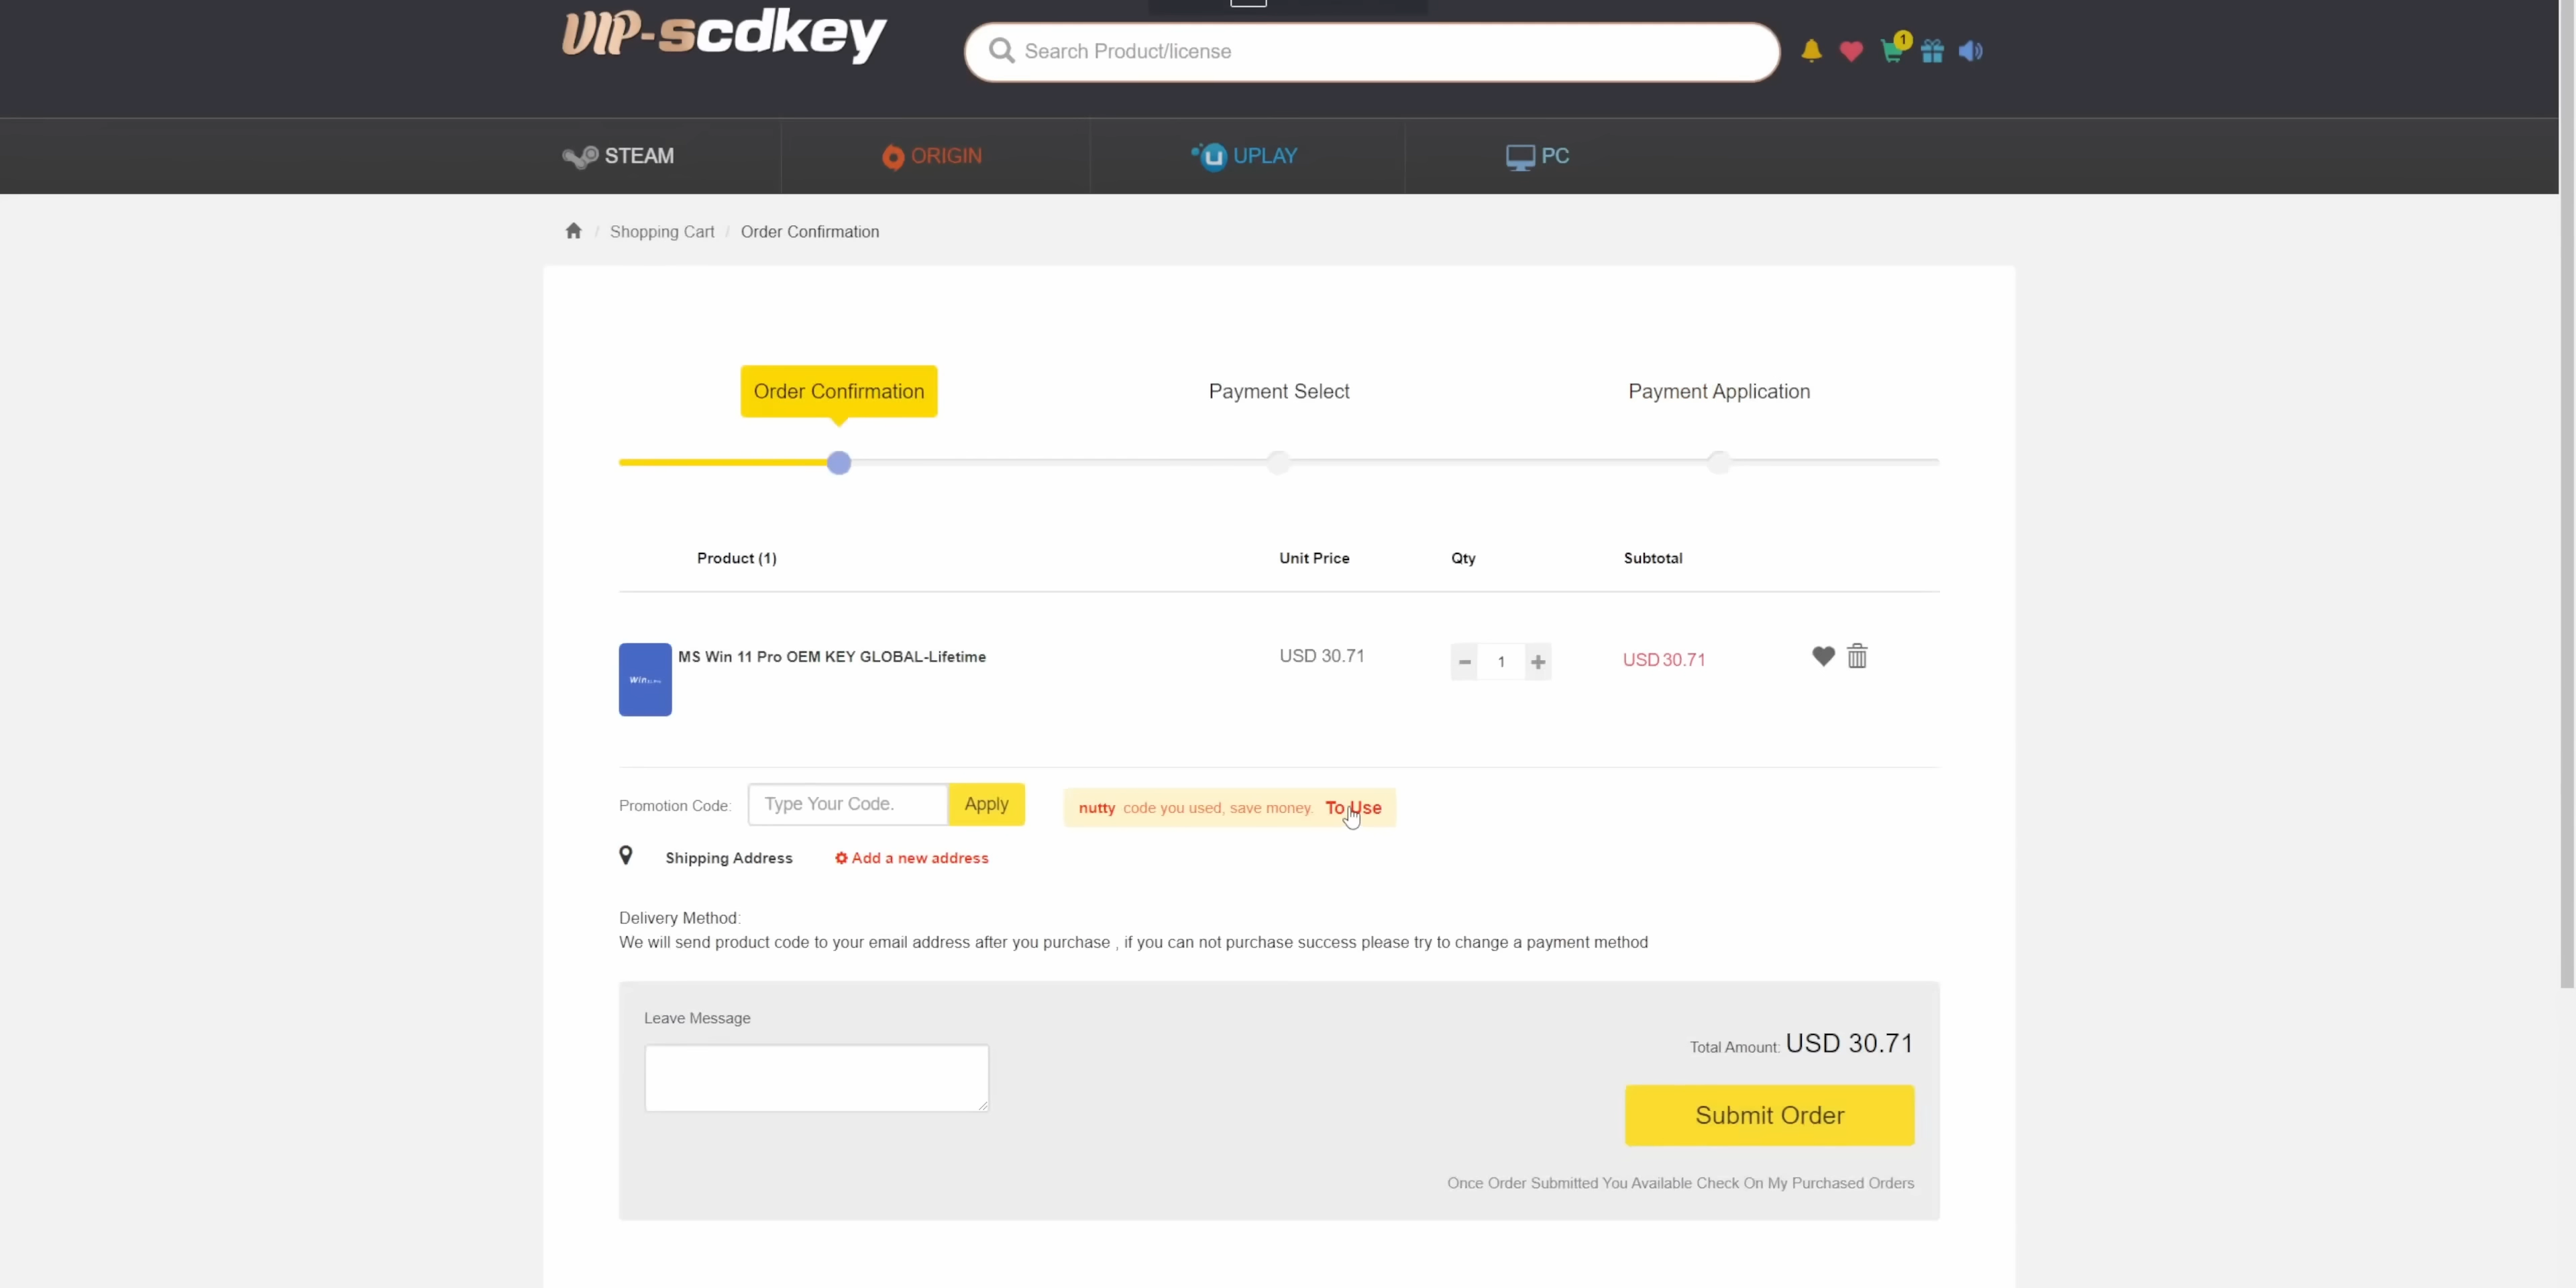 VIP-scdkey
Search Product/license
1
STEAM
ORIGIN
UPLAY
PC
/ Shopping Cart / Order Confirmation
Order Confirmation
Payment Select
Payment Application
Product (1)
Unit Price
Qty
Subtotal
Win
MS Win 11 Pro OEM KEY GLOBAL-Lifetime
USD 30.71
1
USD 30.71
Promotion Code:
Type Your Code.
Apply
nutty code you used, save money. To Use
Shipping Address
Add a new address
Delivery Method:
We will send product code to your email address after you purchase , if you can not purchase success please try to change a payment method
Leave Message
Total Amount: USD 30.71
Submit Order
Once Order Submitted You Available Check On My Purchased Orders